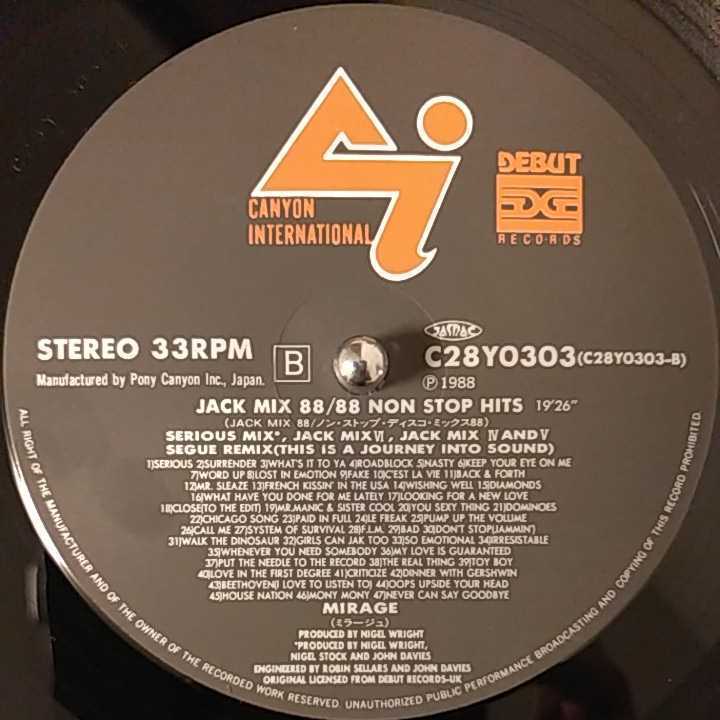 CANYON
INTERNATIONAL
DEBUT
RECORDS
STEREO 33RPM
B
JASRAC
C28Y0303(C28Y0303-B)
Manufactured by Pony Canyon Inc., Japan.
Ⓟ1988
JACK MIX 88/88 NON STOP HITS 19'26"
(JACK MIX 88/ノン・ストップ・ディスコ・ミックス88)
SERIOUS MIX*, JACK MIX Ⅵ, JACK MIX Ⅳ AND Ⅴ
SEGUE REMIX(THIS IS A JOURNEY INTO SOUND)
1)SERIOUS 2)SURRENDER 3)WHAT'S IT TO YA 4)ROADBLOCK 5)NASTY 6)KEEP YOUR EYE ON ME
7)WORD UP 8)LOST IN EMOTION 9)FAKE 10)C'EST LA VIE 11)BACK & FORTH
12)MR. SLEAZE 13)FRENCH KISSIN' IN THE USA 14)WISHING WELL 15)DIAMONDS
16)WHAT HAVE YOU DONE FOR ME LATELY 17)LOOKING FOR A NEW LOVE
18)CLOSE(TO THE EDIT) 19)MR.MANIC & SISTER COOL 20)YOU SEXY THING 21)DOMINOES
22)CHICAGO SONG 23)PAID IN FULL 24)LE FREAK 25)PUMP UP THE VOLUME
26)CALL ME 27)SYSTEM OF SURVIVAL 28)F.L.M. 29)BAD 30)DON'T STOP(JAMMIN')
31)WALK THE DINOSAUR 32)GIRLS CAN JAK TOO 33)SO EMOTIONAL 34)IRRESISTABLE
35)WHENEVER YOU NEED SOMEBODY 36)MY LOVE IS GUARANTEED
37)PUT THE NEEDLE TO THE RECORD 38)THE REAL THING 39)TOY BOY
40)LOVE IN THE FIRST DEGREE 41)CRITICIZE 42)DINNER WITH GERSHWIN
43)BEETHOVEN(I LOVE TO LISTEN TO) 44)OOPS UPSIDE YOUR HEAD
45)HOUSE NATION 46)MONY MONY 47)NEVER CAN SAY GOODBYE
MIRAGE
(ミラージュ)
PRODUCED BY NIGEL WRIGHT
*PRODUCED BY NIGEL WRIGHT,
NIGEL STOCK AND JOHN DAVIES
ENGINEERED BY ROBIN SELLARS AND JOHN DAVIES
ORIGINAL LICENSED FROM DEBUT RECORDS-UK
ALL RIGHT OF THE MANUFACTURER AND OF THE OWNER OF THE RECORDED WORK RESERVED. UNAUTHORIZED PUBLIC PERFORMANCE BROADCASTING AND COPYING OF THIS RECORD PROHIBITED.